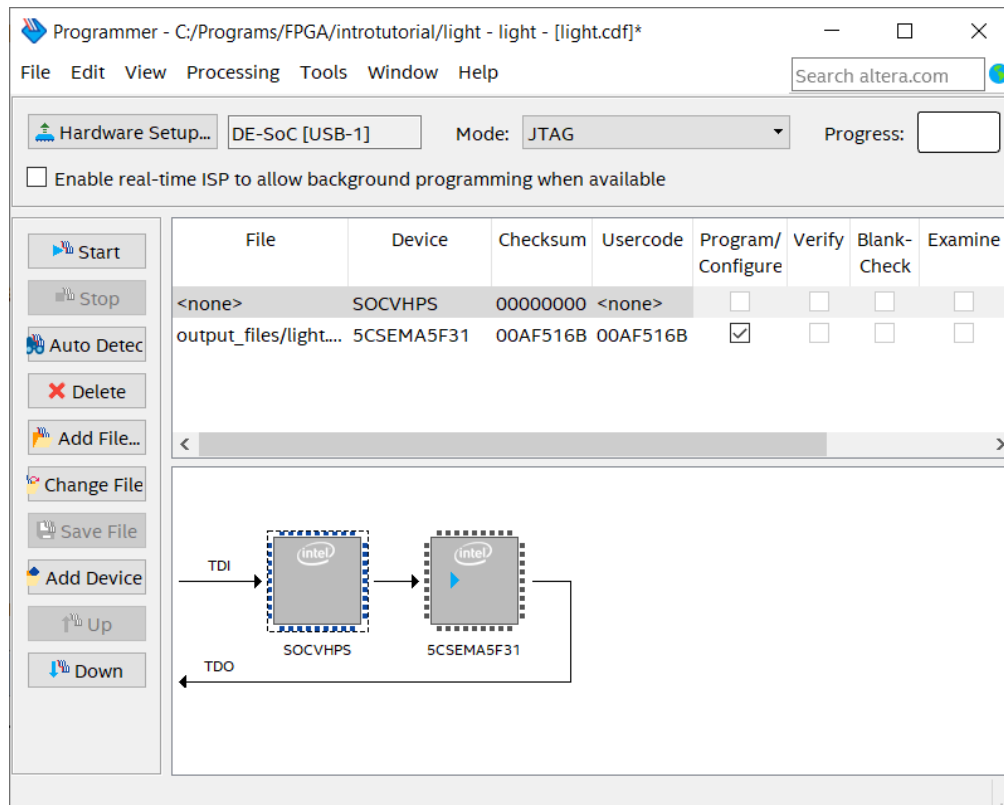 Programmer - C:/Programs/FPGA/introtutorial/light - light - [light.cdf]*
File Edit View Processing Tools Window Help
Search altera.com
Hardware Setup... DE-SoC [USB-1] Mode: JTAG Progress:
Enable real-time ISP to allow background programming when available
Start
Stop
Auto Detec
Delete
Add File...
Change File
Save File
Add Device
Up
Down
File Device Checksum Usercode Program/ Verify Blank- Examine
Configure Check
<none> SOCVHPS 00000000 <none>
output_files/light.... 5CSEMA5F31 00AF516B 00AF516B
intel intel
TDI
SOCVHPS 5CSEMA5F31
TDO